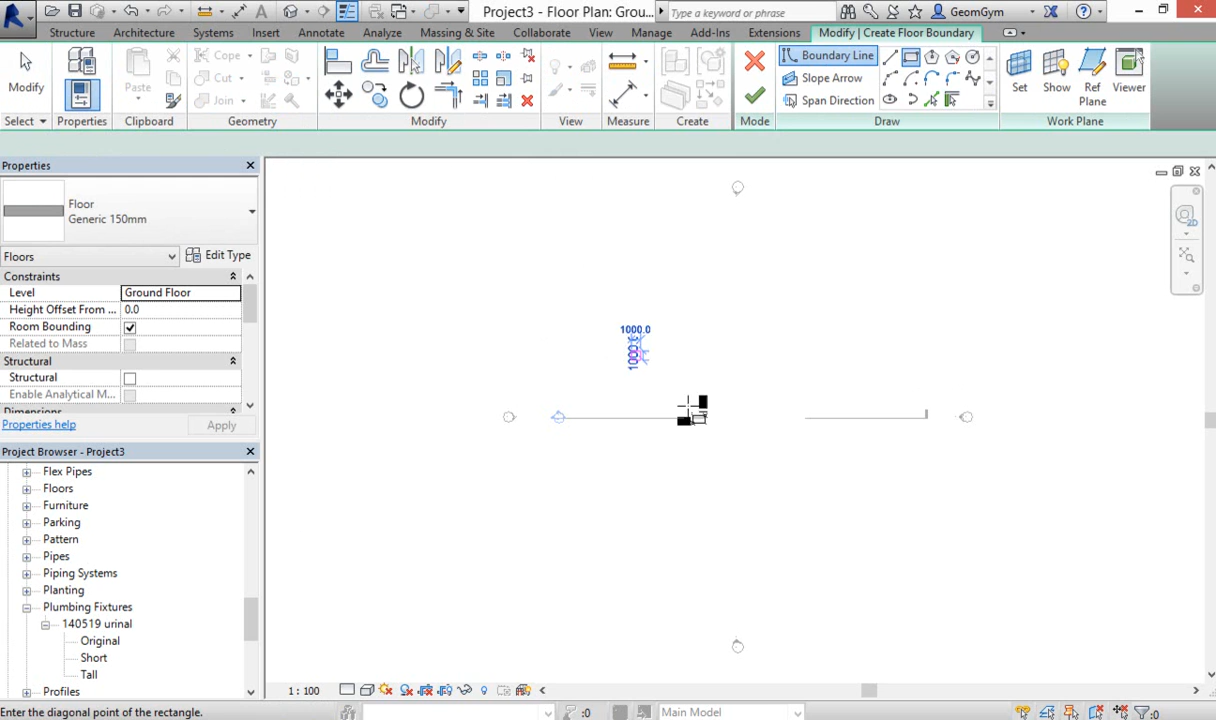 Project3 - Floor Plan: Grou...
Type a keyword or phrase
GeomGym
Structure Architecture Systems Insert Annotate Analyze Massing & Site Collaborate View Manage Add-Ins Extensions Modify | Create Floor Boundary
Modify
Paste
Cope
Cut
Join
Boundary Line
Slope Arrow
Span Direction
Set Show Ref Plane Viewer
Select Properties Clipboard Geometry Modify View Measure Create Mode Draw Work Plane
Properties
Floor
Generic 150mm
Floors
Edit Type
Constraints
Level Ground Floor
Height Offset From ... 0.0
Room Bounding
Related to Mass
Structural
Structural
Enable Analytical M...
Dimensions
Properties help
Apply
Project Browser - Project3
Flex Pipes
Floors
Furniture
Parking
Pattern
Pipes
Piping Systems
Planting
Plumbing Fixtures
140519 urinal
Original
Short
Tall
Profiles
1000.0
2D
1 : 100
Enter the diagonal point of the rectangle.
:0
Main Model
:0